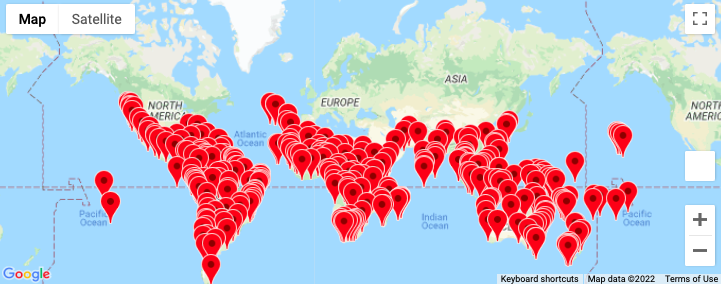 Map Satellite
NORTH
AMERICA
EUROPE
ASIA
Atlantic
Ocean
NORTH
AMERIC
Pacific
Ocean
Indian
Ocean
Pacific
Ocean
Google
Keyboard shortcuts Map data ©2022 Terms of Use